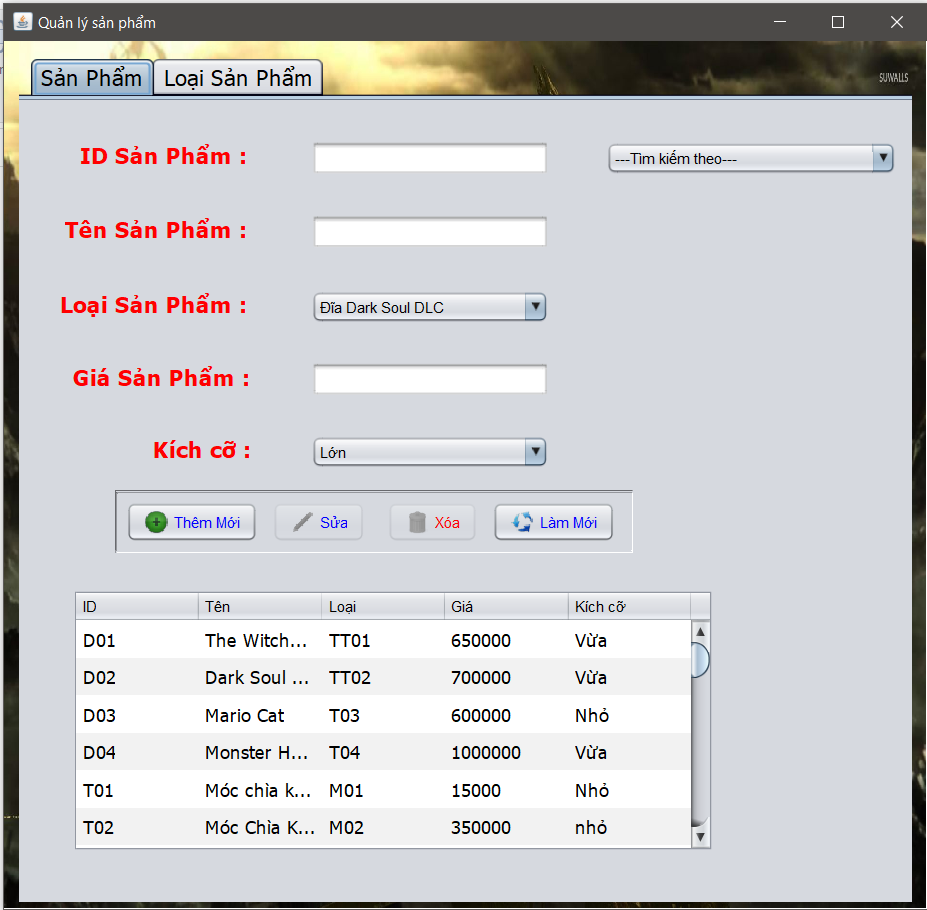 Quản lý sản phẩm
Sản Phẩm Loại Sản Phẩm
SUWALLS
ID Sản Phẩm : ---Tìm kiếm theo---
Tên Sản Phẩm :
Loại Sản Phẩm : Đĩa Dark Soul DLC
Giá Sản Phẩm :
Kích cỡ : Lớn
Thêm Mới Sửa Xóa Làm Mới
ID Tên Loại Giá Kích cỡ
D01 The Witch... TT01 650000 Vừa
D02 Dark Soul ... TT02 700000 Vừa
D03 Mario Cat T03 600000 Nhỏ
D04 Monster H... T04 1000000 Vừa
T01 Móc chìa k... M01 15000 Nhỏ
T02 Móc Chìa K... M02 350000 nhỏ